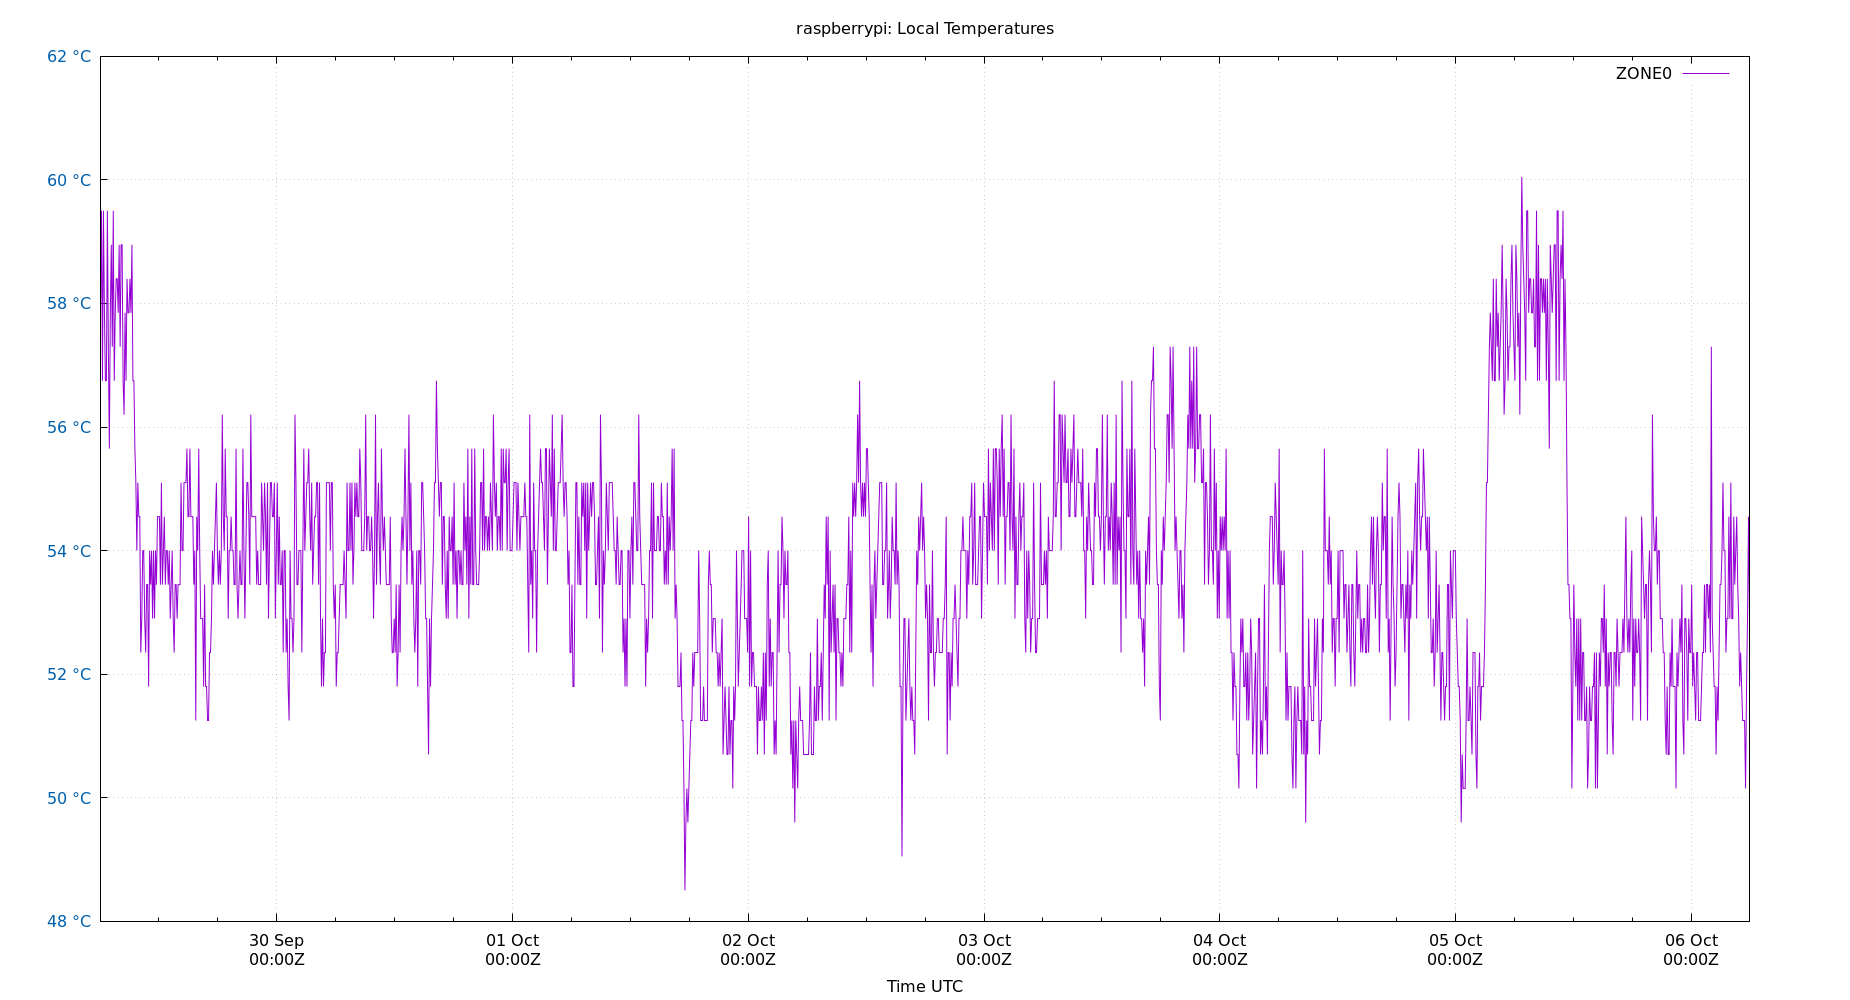 raspberrypi: Local Temperatures
62 °C
ZONE0
60 °C
58 °C
56 °C
54 °C
52 °C
50 °C
48 °C
30 Sep 01 Oct 02 Oct 03 Oct 04 Oct 05 Oct 06 Oct
00:00Z 00:00Z 00:00Z 00:00Z 00:00Z 00:00Z 00:00Z
Time UTC